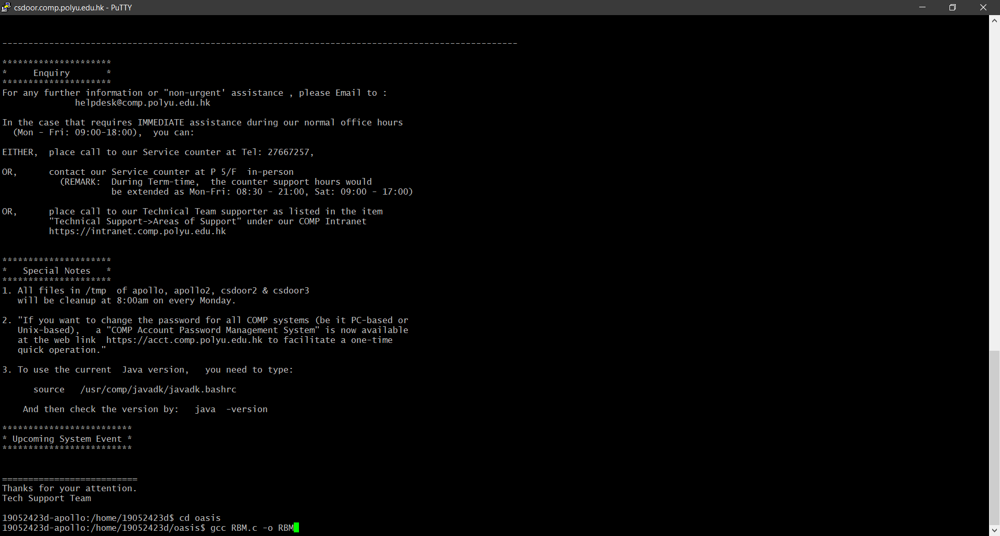 csdoor.comp.polyu.edu.hk - PuTTY
---------------------------------------------------------------------------------------------------
*********************
*     Enquiry       *
*********************
For any further information or "non-urgent' assistance , please Email to :
              helpdesk@comp.polyu.edu.hk
In the case that requires IMMEDIATE assistance during our normal office hours
  (Mon - Fri: 09:00-18:00),  you can:
EITHER,  place call to our Service counter at Tel: 27667257,
OR,      contact our Service counter at P 5/F  in-person
           (REMARK:  During Term-time,  the counter support hours would
                     be extended as Mon-Fri: 08:30 - 21:00, Sat: 09:00 - 17:00)
OR,      place call to our Technical Team supporter as listed in the item
         "Technical Support->Areas of Support" under our COMP Intranet
         https://intranet.comp.polyu.edu.hk
*********************
*   Special Notes   *
*********************
1. All files in /tmp  of apollo, apollo2, csdoor2 & csdoor3
   will be cleanup at 8:00am on every Monday.
2. "If you want to change the password for all COMP systems (be it PC-based or
   Unix-based),   a "COMP Account Password Management System" is now available
   at the web link  https://acct.comp.polyu.edu.hk to facilitate a one-time
   quick operation."
3. To use the current  Java version,   you need to type:
      source   /usr/comp/javadk/javadk.bashrc
    And then check the version by:   java  -version
*************************
* Upcoming System Event *
*************************
==========================
Thanks for your attention.
Tech Support Team
19052423d-apollo:/home/19052423d$ cd oasis
19052423d-apollo:/home/19052423d/oasis$ gcc RBM.c -o RBM